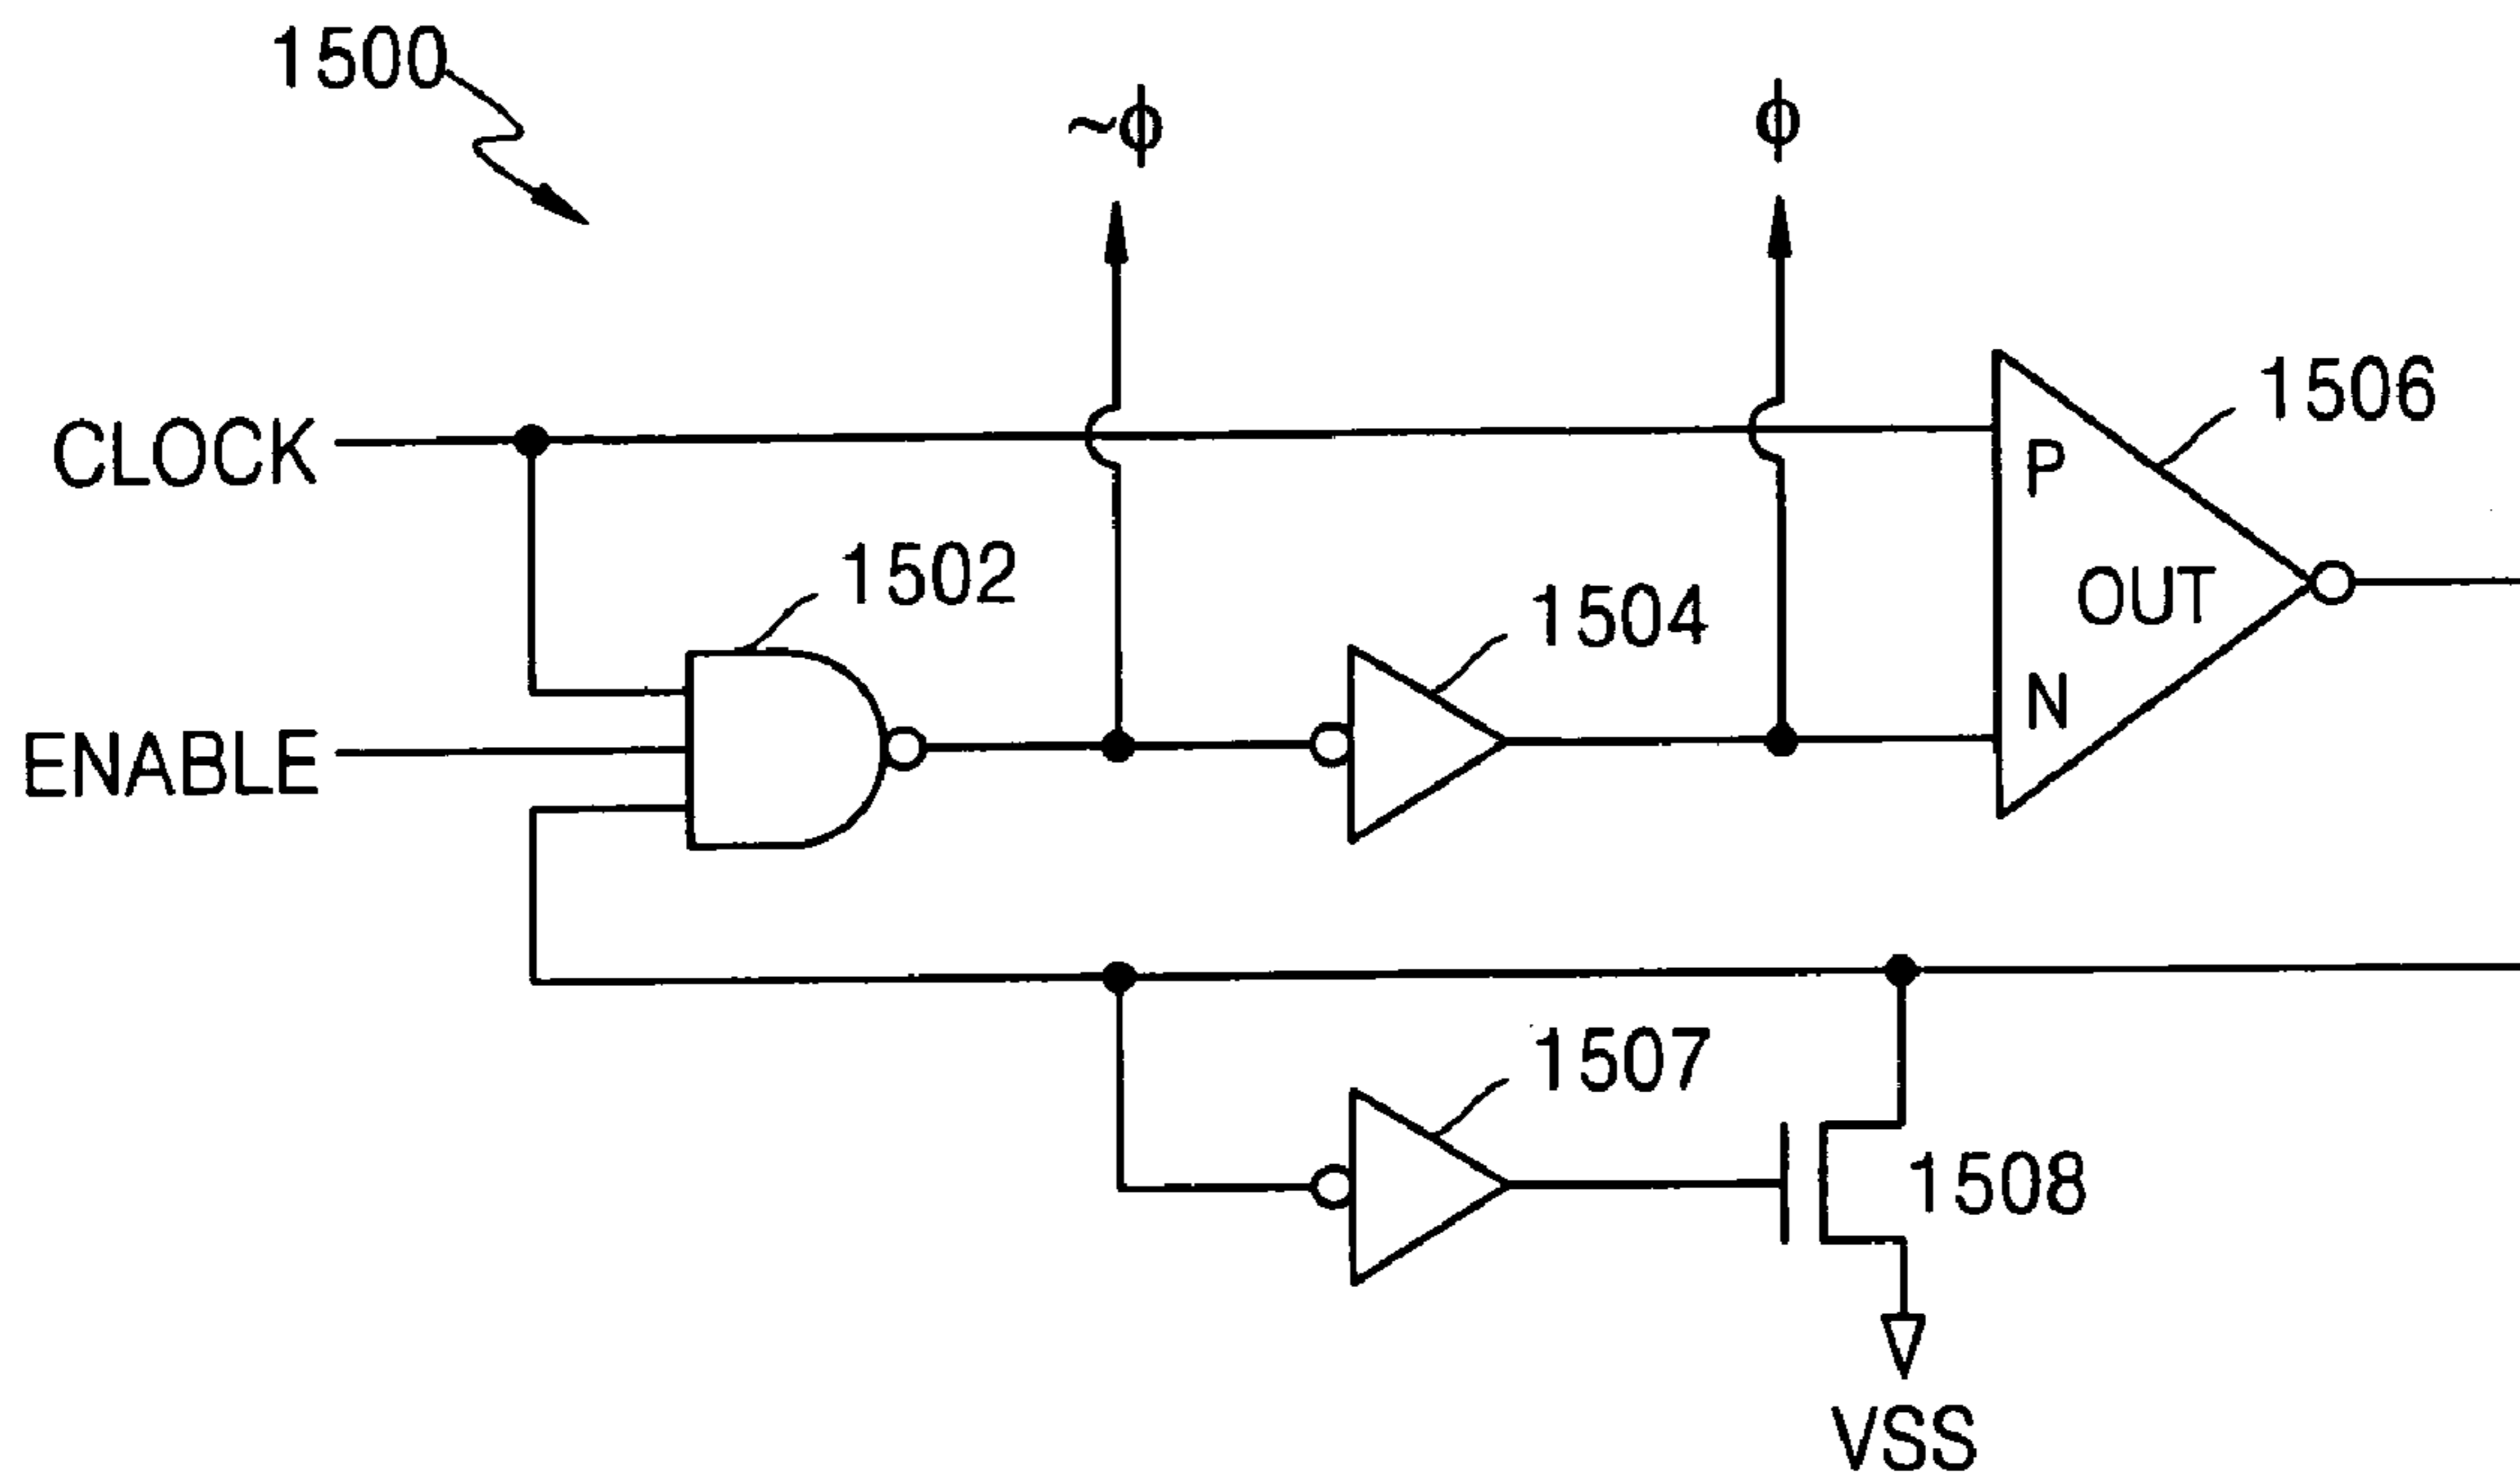 1500
~ϕ
ϕ
1506
CLOCK
P
1502
OUT
1504
N
ENABLE
1507
1508
VSS